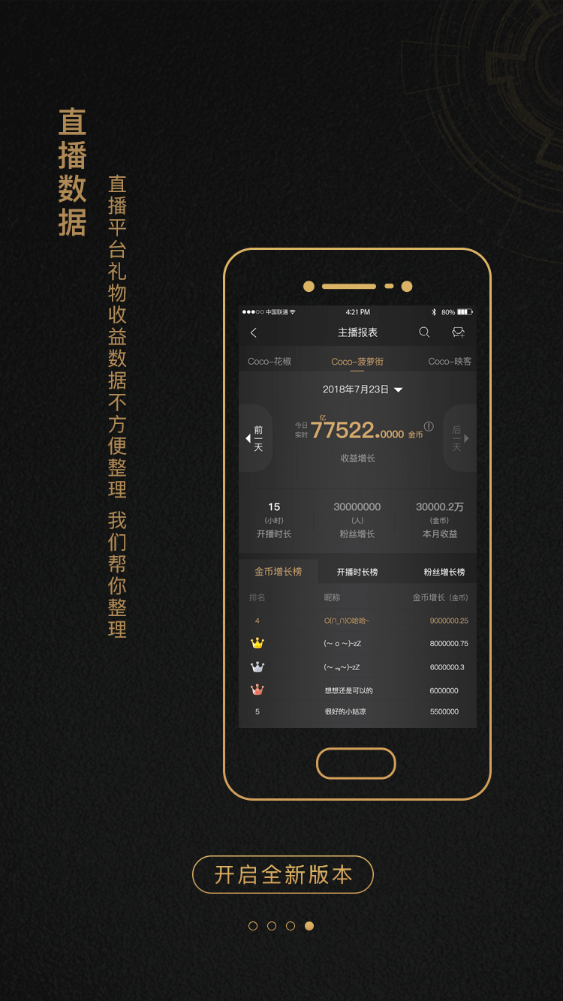 直播数据
直播平台礼物收益数据不方便整理 我们帮你整理
中国联通 4:21 PM 80%
主播报表
Coco-花椒 Coco-菠萝街 Coco-映客
2018年7月23日
前一天
今日实时
亿
77522.0000 金币
后一天
收益增长
15 30000000 30000.2万
(小时) (人) (金币)
开播时长 粉丝增长 本月收益
金币增长榜 开播时长榜 粉丝增长榜
排名 昵称 金币增长（金币）
4 O(∩_∩)O哈哈~ 9000000.25
(～ o ～)~zZ 8000000.75
(～﹃～)~zZ 6000000.3
想想还是可以的 6000000
5 很好的小姑凉 5500000
开启全新版本